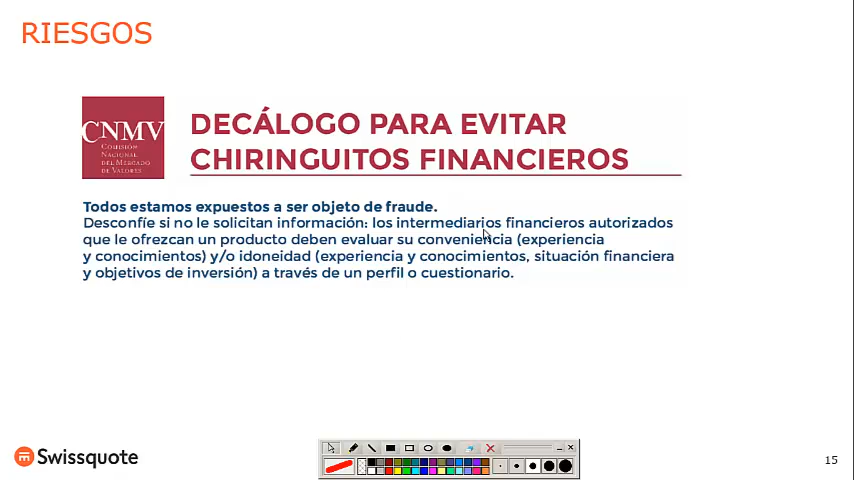 RIESGOS
CNMV
COMISIÓN
NACIONAL
DEL MERCADO
DE VALORES
DECÁLOGO PARA EVITAR
CHIRINGUITOS FINANCIEROS
Todos estamos expuestos a ser objeto de fraude.
Desconfíe si no le solicitan información: los intermediarios financieros autorizados
que le ofrezcan un producto deben evaluar su conveniencia (experiencia
y conocimientos) y/o idoneidad (experiencia y conocimientos, situación financiera
y objetivos de inversión) a través de un perfil o cuestionario.
Swissquote
15